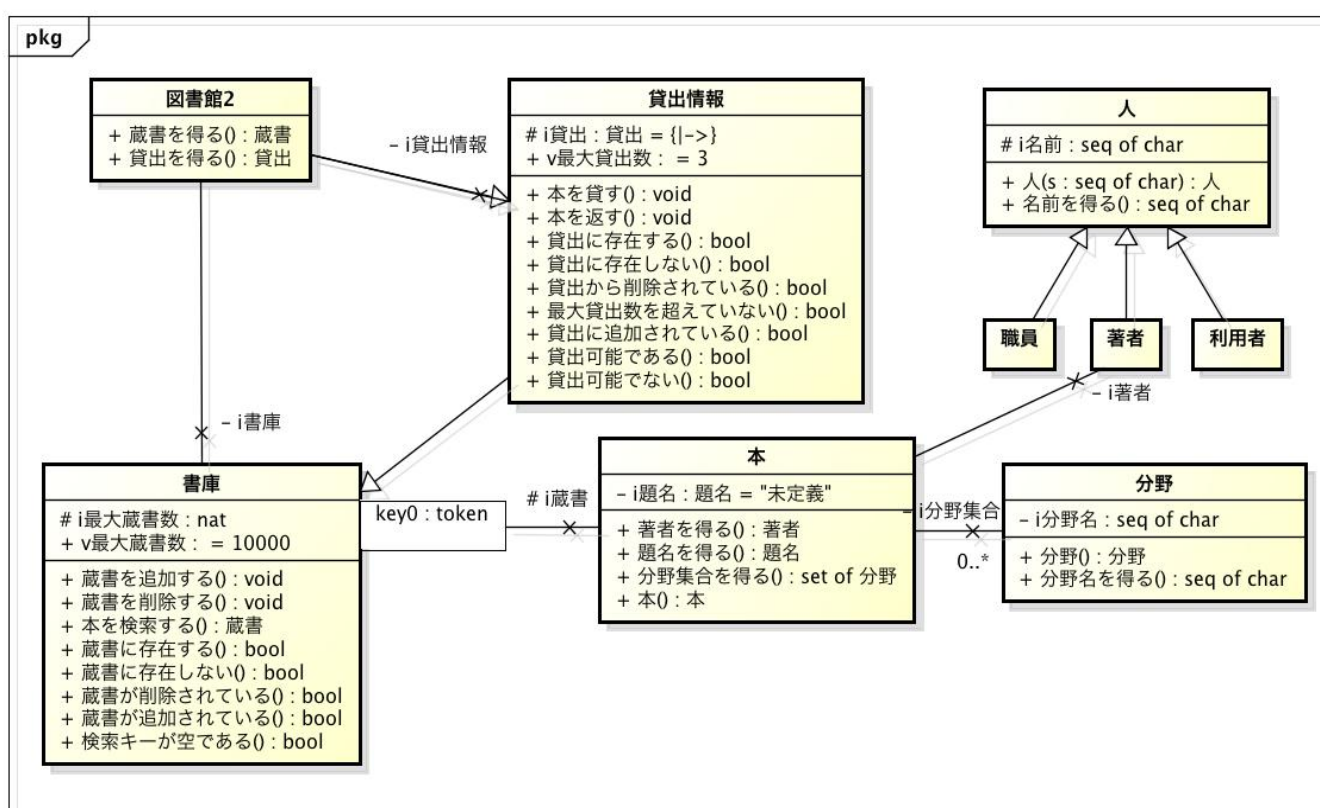 pkg
図書館2
+ 蔵書を得る() : 蔵書
+ 貸出を得る() : 貸出
- i貸出情報
貸出情報
# i貸出 : 貸出 = {|->}
+ v最大貸出数 : = 3
+ 本を貸す() : void
+ 本を返す() : void
+ 貸出に存在する() : bool
+ 貸出に存在しない() : bool
+ 貸出から削除されている() : bool
+ 最大貸出数を超えていない() : bool
+ 貸出に追加されている() : bool
+ 貸出可能である() : bool
+ 貸出可能でない() : bool
人
# i名前 : seq of char
+ 人(s : seq of char) : 人
+ 名前を得る() : seq of char
職員
著者
利用者
- i著者
- i書庫
書庫
# i最大蔵書数 : nat
+ v最大蔵書数 : = 10000
+ 蔵書を追加する() : void
+ 蔵書を削除する() : void
+ 本を検索する() : 蔵書
+ 蔵書に存在する() : bool
+ 蔵書に存在しない() : bool
+ 蔵書が削除されている() : bool
+ 蔵書が追加されている() : bool
+ 検索キーが空である() : bool
key0 : token
# i蔵書
本
- i題名 : 題名 = "未定義"
+ 著者を得る() : 著者
+ 題名を得る() : 題名
+ 分野集合を得る() : set of 分野
+ 本() : 本
- i分野集合
0..*
分野
- i分野名 : seq of char
+ 分野() : 分野
+ 分野名を得る() : seq of char